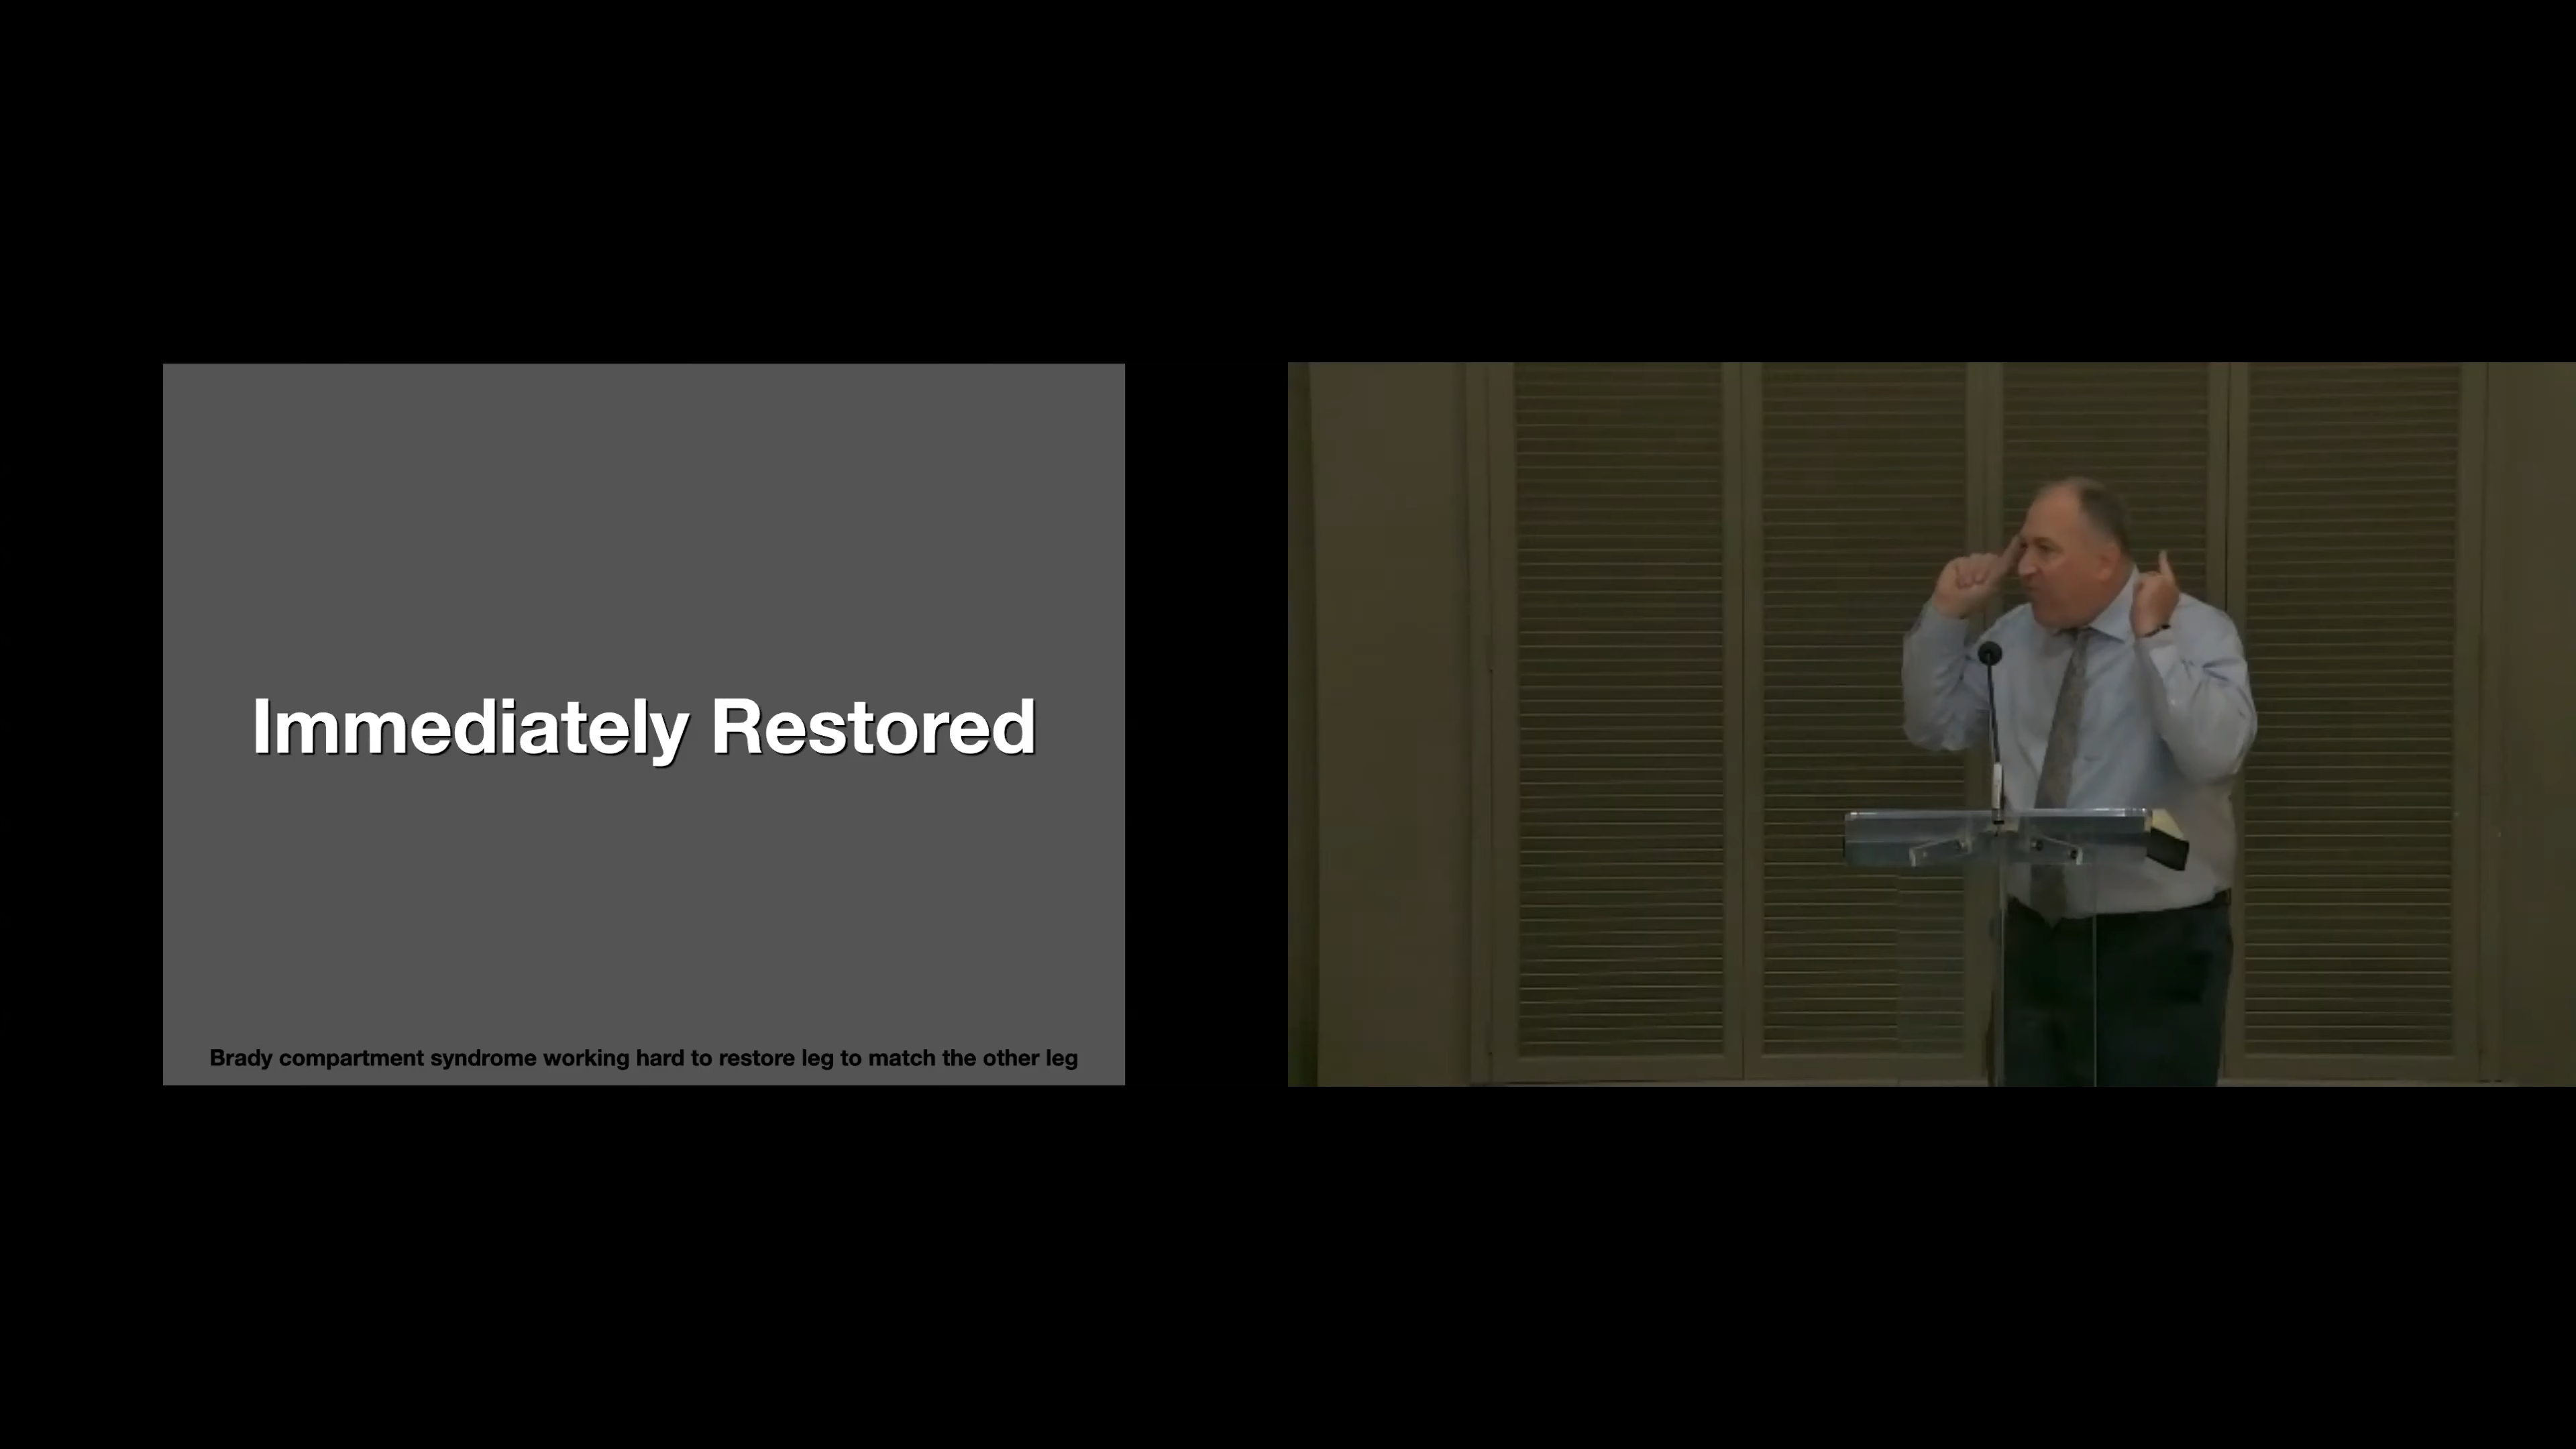 Immediately Restored
Brady compartment syndrome working hard to restore leg to match the other leg